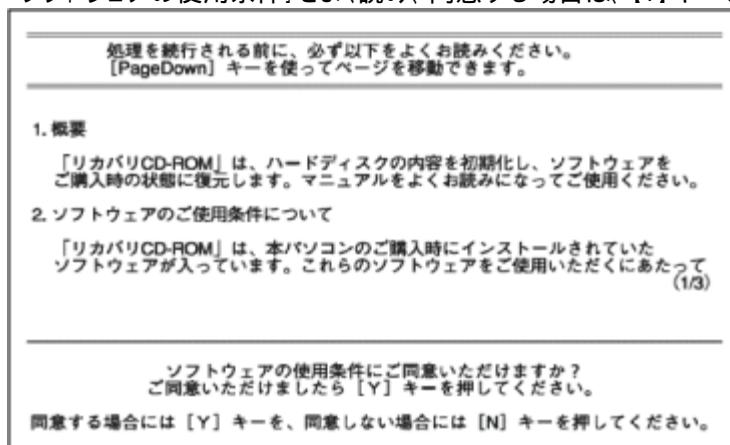 処理を続行される前に、必ず以下をよくお読みください。
[PageDown] キーを使ってページを移動できます。
1. 概要
「リカバリCD-ROM」は、ハードディスクの内容を初期化し、ソフトウェアを
ご購入時の状態に復元します。マニュアルをよくお読みになってご使用ください。
2. ソフトウェアのご使用条件について
「リカバリCD-ROM」は、本パソコンのご購入時にインストールされていた
ソフトウェアが入っています。これらのソフトウェアをご使用いただくにあたって
(1/3)
ソフトウェアの使用条件にご同意いただけますか?
ご同意いただけましたら [Y] キーを押してください。
同意する場合には [Y] キーを、同意しない場合には [N] キーを押してください。